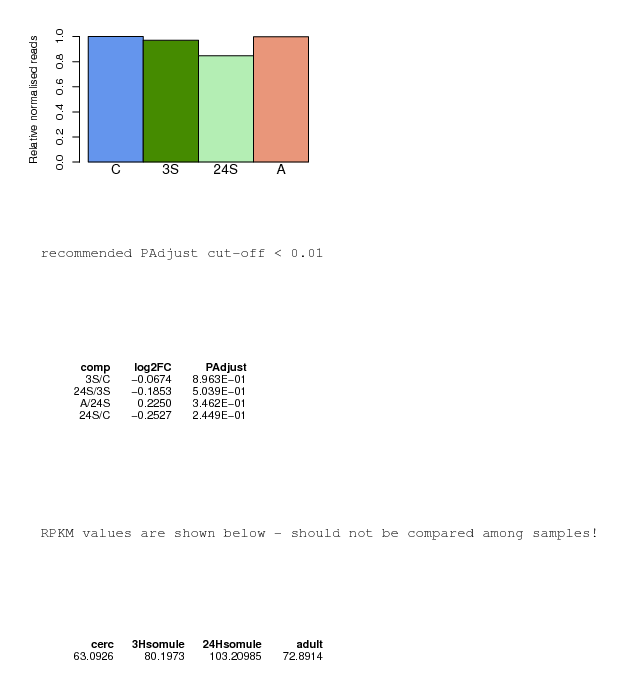 Relative normalised reads
1.0
0.8
0.6
0.4
0.2
0.0
C 3S 24S A
recommended PAdjust cut-off < 0.01
comp log2FC PAdjust
3S/C −0.0674 8.963E−01
24S/3S −0.1853 5.039E−01
A/24S 0.2250 3.462E−01
24S/C −0.2527 2.449E−01
RPKM values are shown below - should not be compared among samples!
cerc 3Hsomule 24Hsomule adult
63.0926 80.1973 103.20985 72.8914